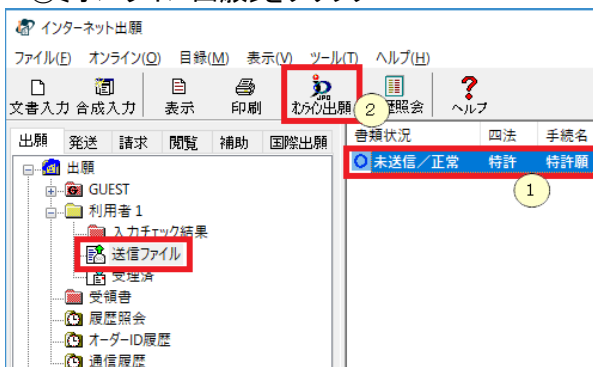 インターネット出願
ファイル(F) オンライン(O) 目録(M) 表示(V) ツール(T) ヘルプ(H)
文書入力 合成入力 表示 印刷 オンライン出願 2 歴照会 ヘルプ
出願 発送 請求 閲覧 補助 国際出願
書類状況 四法 手続名
未送信/正常 特許 特許願
1
出願
GUEST
利用者1
入力チェック結果
送信ファイル
受理済
受領書
履歴照会
オーダーID履歴
通信履歴